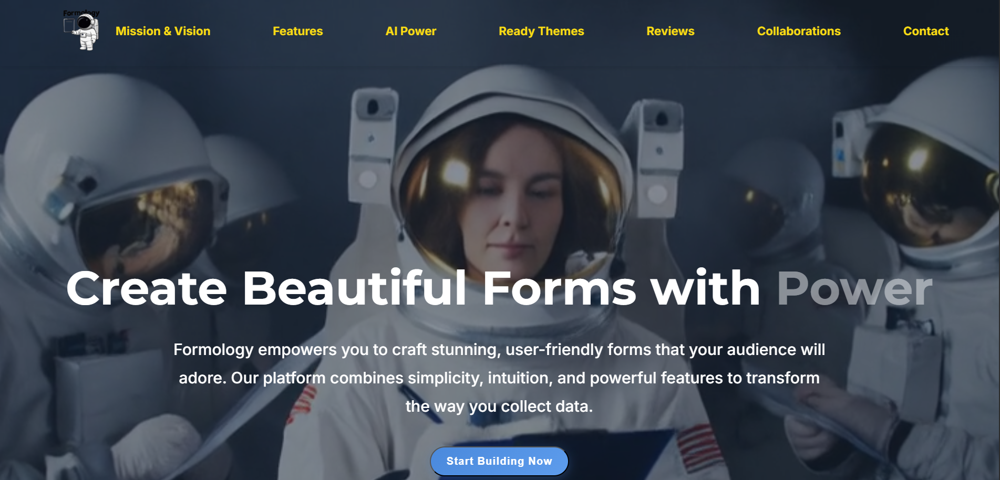 Formology
Mission & Vision
Features
AI Power
Ready Themes
Reviews
Collaborations
Contact
Create Beautiful Forms with Power
Formology empowers you to craft stunning, user-friendly forms that your audience will
adore. Our platform combines simplicity, intuition, and powerful features to transform
the way you collect data.
Start Building Now